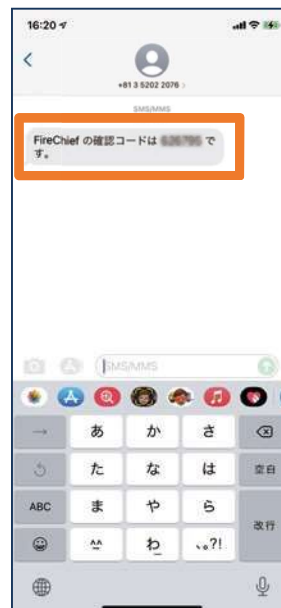 16:20
+81 3 5202 2076 >
SMS/MMS
FireChief の確認コードは で
す。
SMS/MMS
→ あ か さ
た な は 空白
ABC ま や ら
^^ わ 、。?! 改行